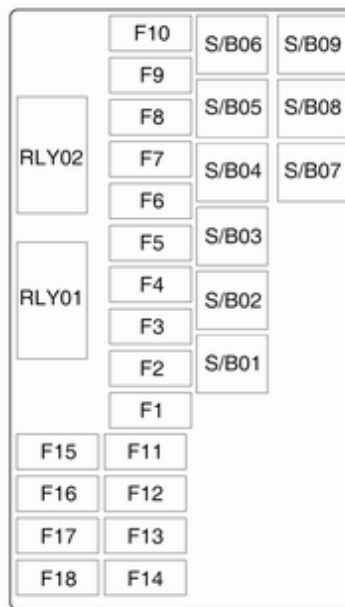 F10 S/B06 S/B09
F9
F8 S/B05 S/B08
RLY02 F7 S/B04 S/B07
F6
F5 S/B03
RLY01 F4 S/B02
F3
F2 S/B01
F1
F15 F11
F16 F12
F17 F13
F18 F14